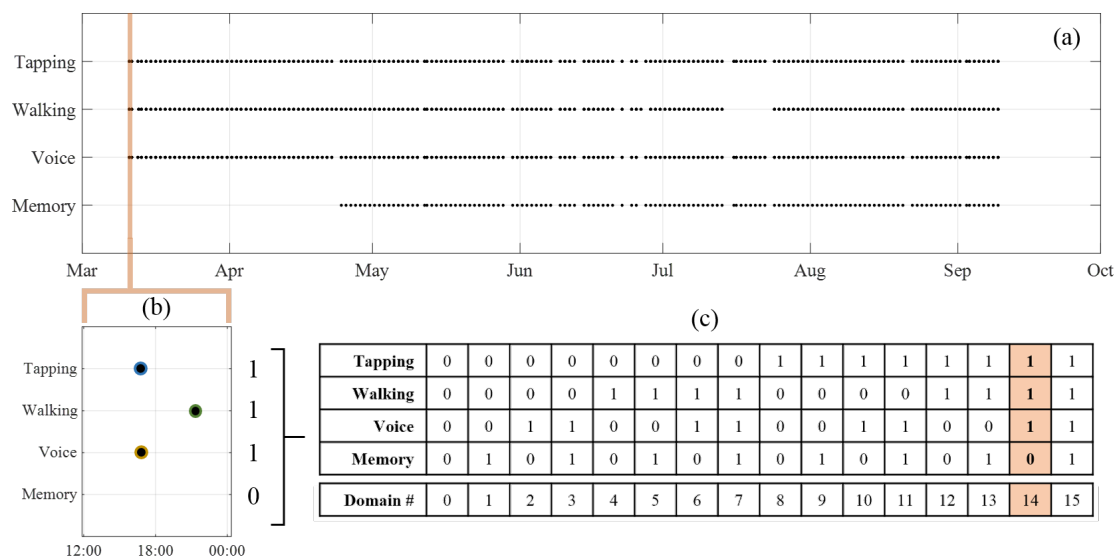 (a)
Tapping
Walking
Voice
Memory
Mar Apr May Jun Jul Aug Sep Oct
(b)
Tapping 1
Walking 1
Voice 1
Memory 0
12:00 18:00 00:00
(c)
Tapping 0 0 0 0 0 0 0 0 1 1 1 1 1 1 1 1
Walking 0 0 0 0 1 1 1 1 0 0 0 0 1 1 1 1
Voice 0 0 1 1 0 0 1 1 0 0 1 1 0 0 1 1
Memory 0 1 0 1 0 1 0 1 0 1 0 1 0 1 0 1
Domain # 0 1 2 3 4 5 6 7 8 9 10 11 12 13 14 15